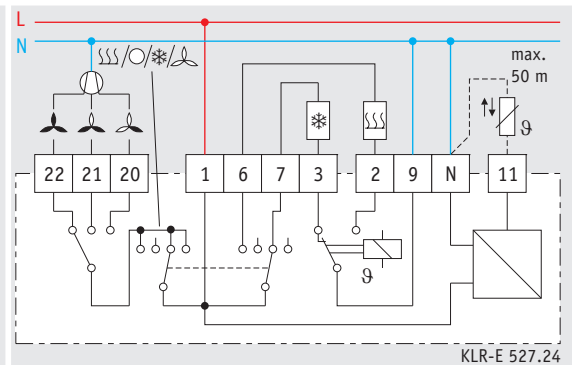 L
N
/ / /
max.
50 m
ϑ
22 21 20 1 6 7 3 2 9 N 11
ϑ
KLR-E 527.24